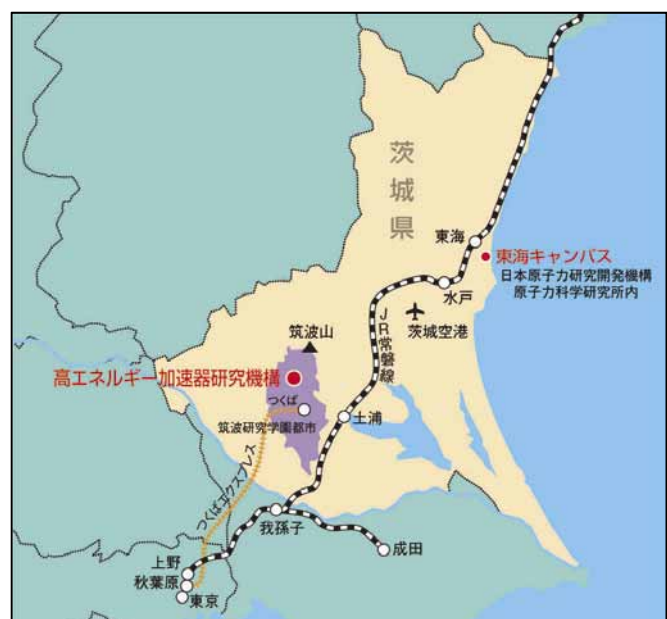 茨城県
東海
東海キャンパス
日本原子力研究開発機構
原子力科学研究所内
水戸
茨城空港
JR常磐線
筑波山
高エネルギー加速器研究機構
つくば
筑波研究学園都市
土浦
つくばエクスプレス
我孫子
成田
上野
秋葉原
東京